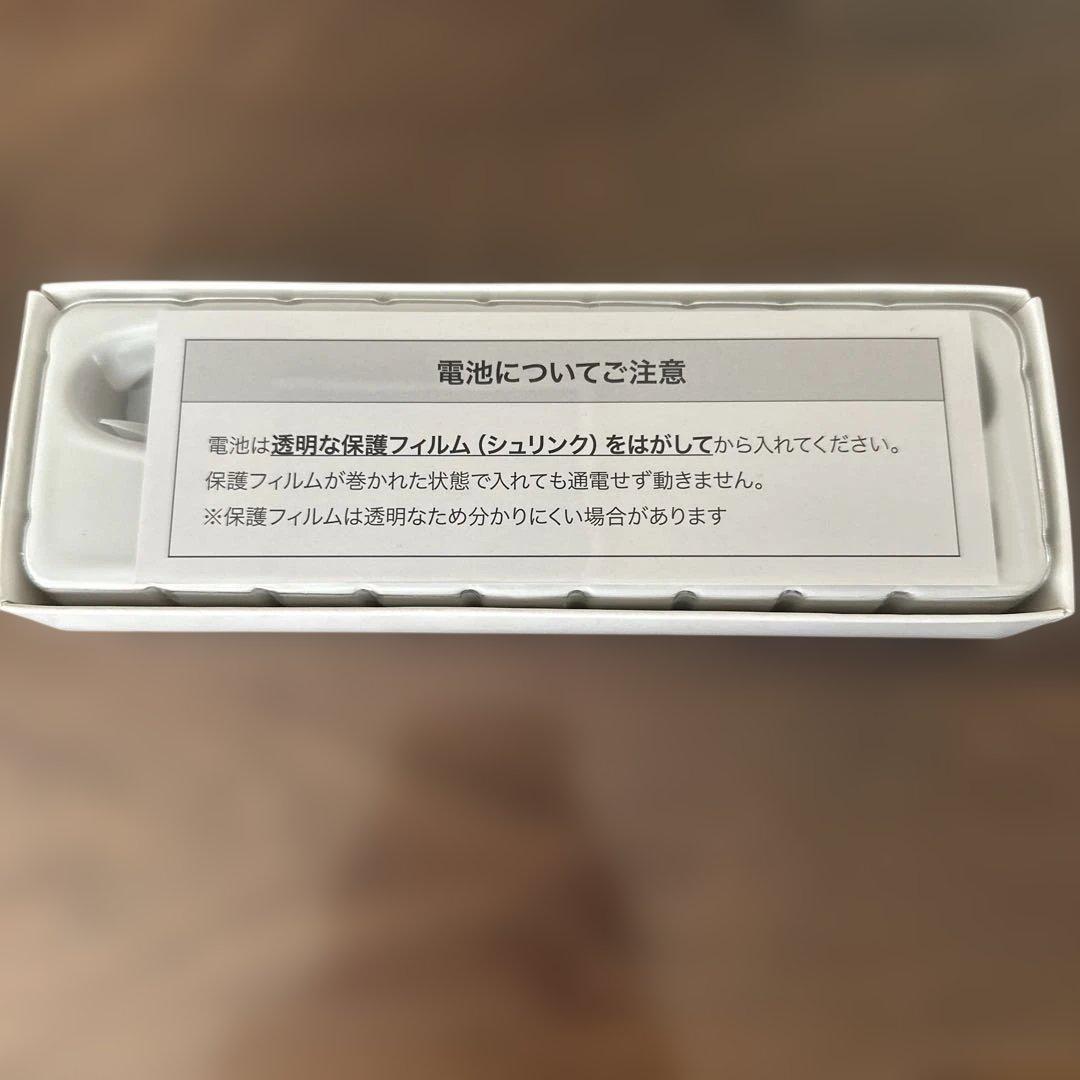 電池についてご注意
電池は透明な保護フィルム（シュリンク）をはがしてから入れてください。
保護フィルムが巻かれた状態で入れても通電せず動きません。
※保護フィルムは透明なため分かりにくい場合があります